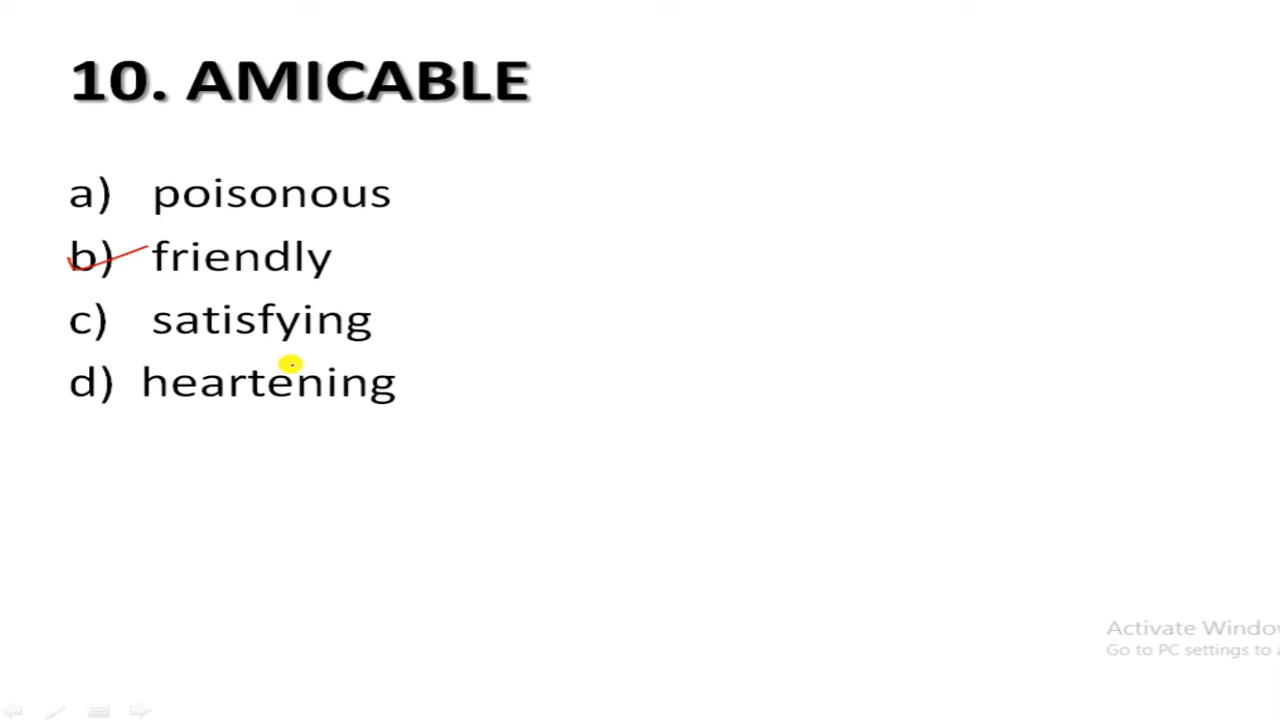 10. AMICABLE
a) poisonous
b) friendly
c) satisfying
d) heartening
Activate Windo
Go to PC settings to